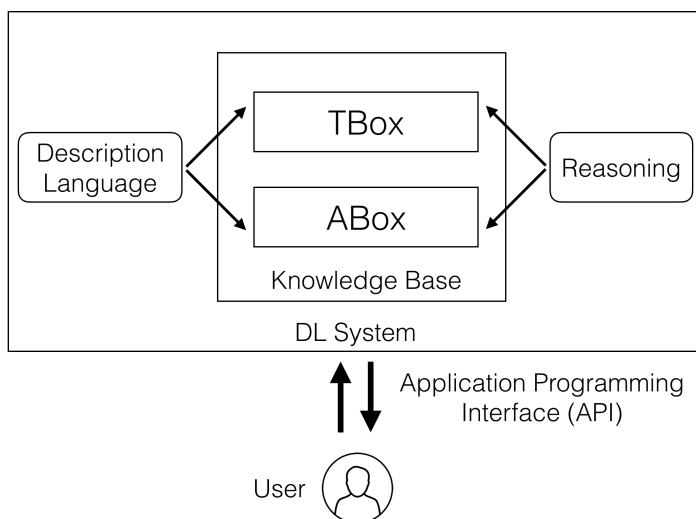 TBox
Description
Language
Reasoning
ABox
Knowledge Base
DL System
Application Programming
Interface (API)
User